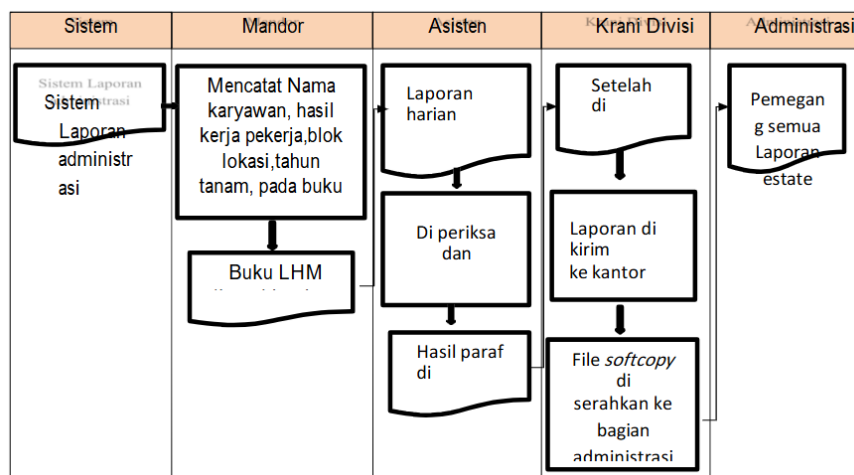 Sistem
Mandor
Asisten
Krani Divisi
Administrasi
Sistem Laporan
Sistem
Laporan
administr
asi
Mencatat Nama
karyawan, hasil
kerja pekerja,blok
lokasi,tahun
tanam, pada buku
Buku LHM
Laporan
harian
Di periksa
dan
Hasil paraf
di
Setelah
di
Laporan di
kirim
ke kantor
File softcopy
di
serahkan ke
bagian
administrasi
Pemegan
g semua
Laporan
estate